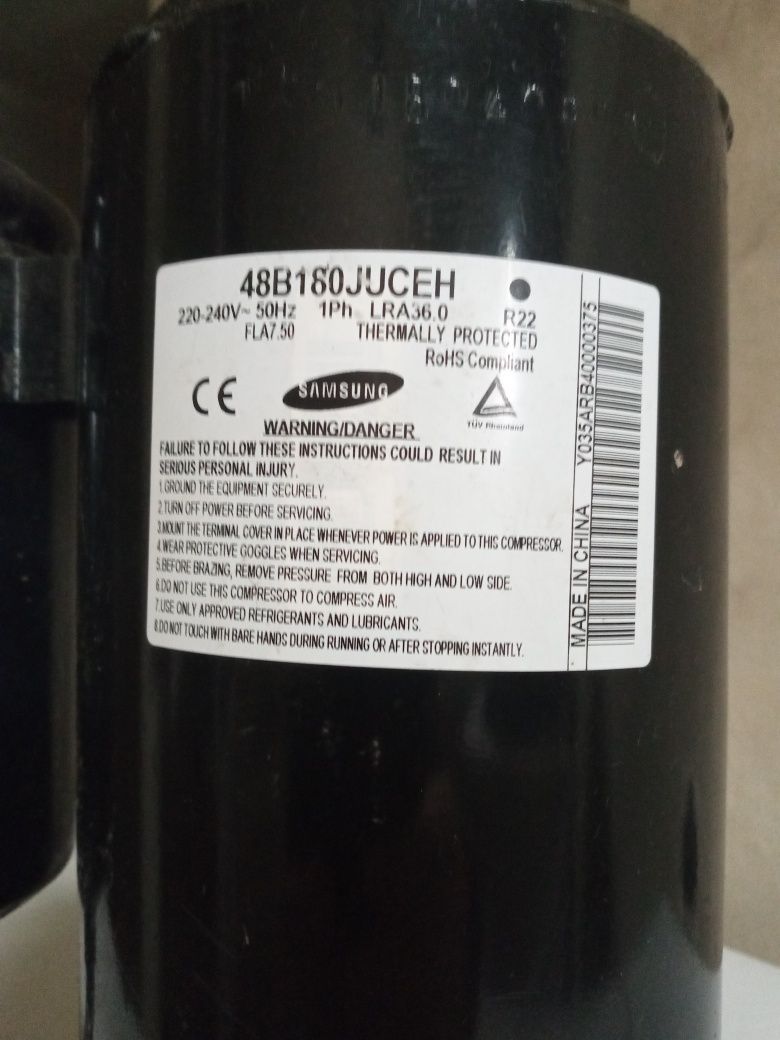 48B180JUCEH
220-240V~ 50Hz 1Ph LRA36.0 R22
FLA7.50 THERMALLY PROTECTED
RoHS Compliant
CE SAMSUNG TÜV Rheinland
WARNING/DANGER
FAILURE TO FOLLOW THESE INSTRUCTIONS COULD RESULT IN
SERIOUS PERSONAL INJURY.
1.GROUND THE EQUIPMENT SECURELY.
2.TURN OFF POWER BEFORE SERVICING.
3.MOUNT THE TERMINAL COVER IN PLACE WHENEVER POWER IS APPLIED TO THIS COMPRESSOR.
4.WEAR PROTECTIVE GOGGLES WHEN SERVICING.
5.BEFORE BRAZING, REMOVE PRESSURE FROM BOTH HIGH AND LOW SIDE.
6.DO NOT USE THIS COMPRESSOR TO COMPRESS AIR.
7.USE ONLY APPROVED REFRIGERANTS AND LUBRICANTS.
8.DO NOT TOUCH WITH BARE HANDS DURING RUNNING OR AFTER STOPPING INSTANTLY.
MADE IN CHINA Y035ARB40000375